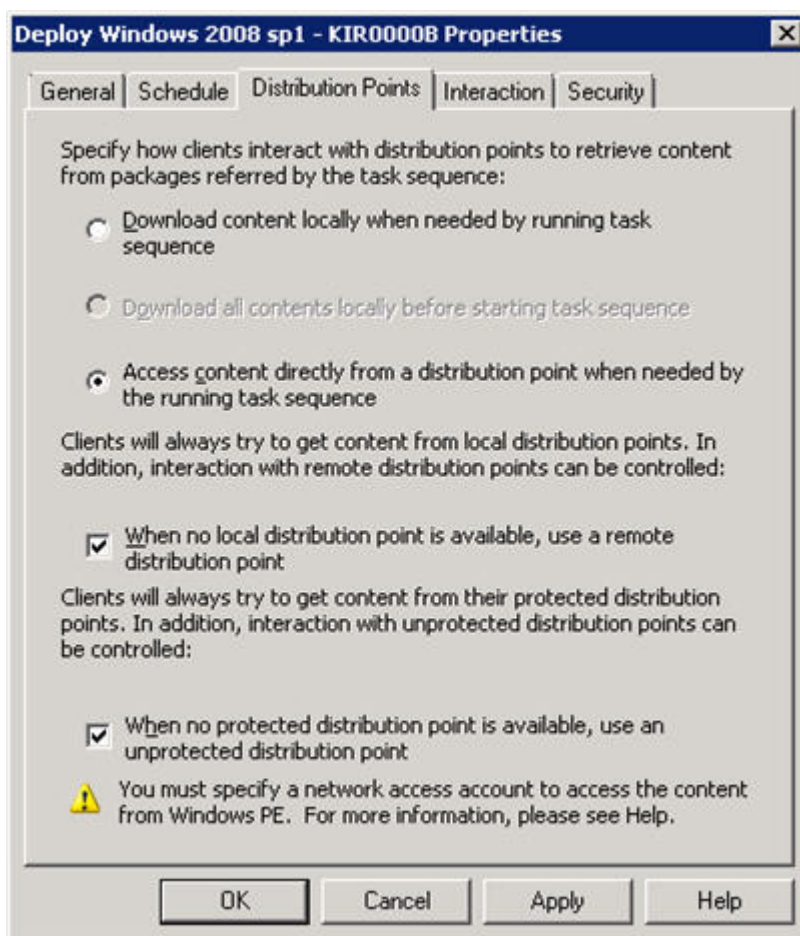 Deploy Windows 2008 sp1 - KIR0000B Properties
General Schedule Distribution Points Interaction Security
Specify how clients interact with distribution points to retrieve content
from packages referred by the task sequence:
Download content locally when needed by running task
sequence
Download all contents locally before starting task sequence
Access content directly from a distribution point when needed by
the running task sequence
Clients will always try to get content from local distribution points. In
addition, interaction with remote distribution points can be controlled:
When no local distribution point is available, use a remote
distribution point
Clients will always try to get content from their protected distribution
points. In addition, interaction with unprotected distribution points can
be controlled:
When no protected distribution point is available, use an
unprotected distribution point
You must specify a network access account to access the content
from Windows PE. For more information, please see Help.
OK Cancel Apply Help